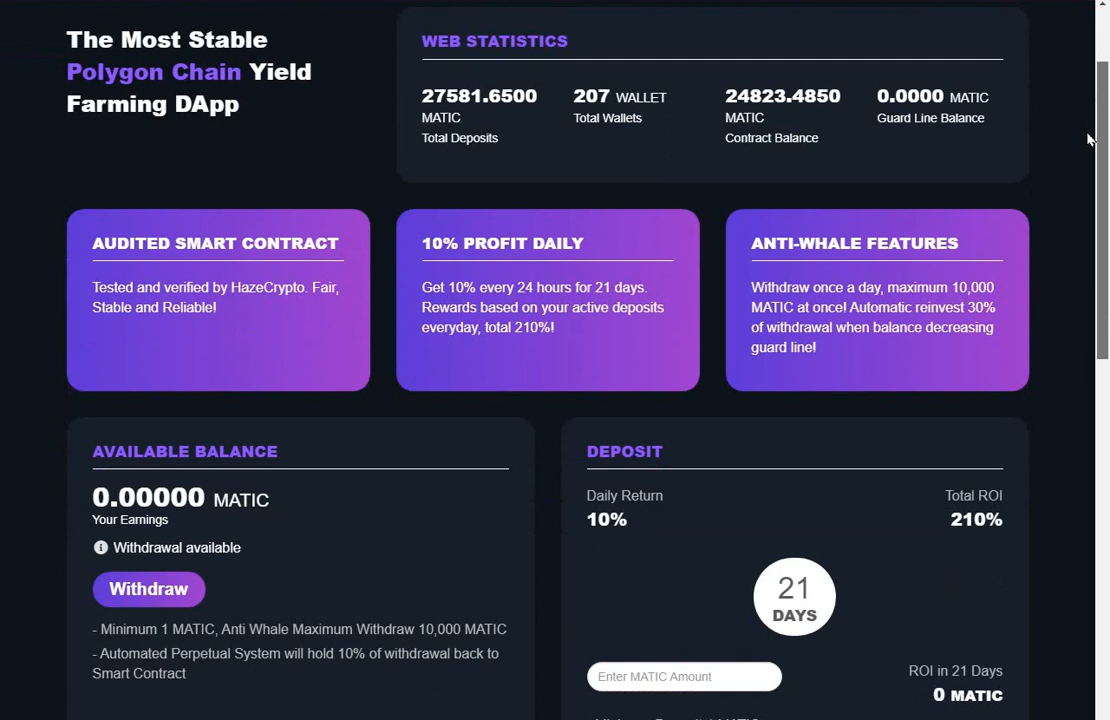 The Most Stable
Polygon Chain Yield
Farming DApp
WEB STATISTICS
27581.6500
MATIC
Total Deposits
207 WALLET
Total Wallets
24823.4850
MATIC
Contract Balance
0.0000 MATIC
Guard Line Balance
AUDITED SMART CONTRACT
Tested and verified by HazeCrypto. Fair,
Stable and Reliable!
10% PROFIT DAILY
Get 10% every 24 hours for 21 days.
Rewards based on your active deposits
everyday, total 210%!
ANTI-WHALE FEATURES
Withdraw once a day, maximum 10,000
MATIC at once! Automatic reinvest 30%
of withdrawal when balance decreasing
guard line!
AVAILABLE BALANCE
0.00000 MATIC
Your Earnings
Withdrawal available
Withdraw
- Minimum 1 MATIC, Anti Whale Maximum Withdraw 10,000 MATIC
- Automated Perpetual System will hold 10% of withdrawal back to
Smart Contract
DEPOSIT
Daily Return
10%
Total ROI
210%
21
DAYS
Enter MATIC Amount
ROI in 21 Days
0 MATIC